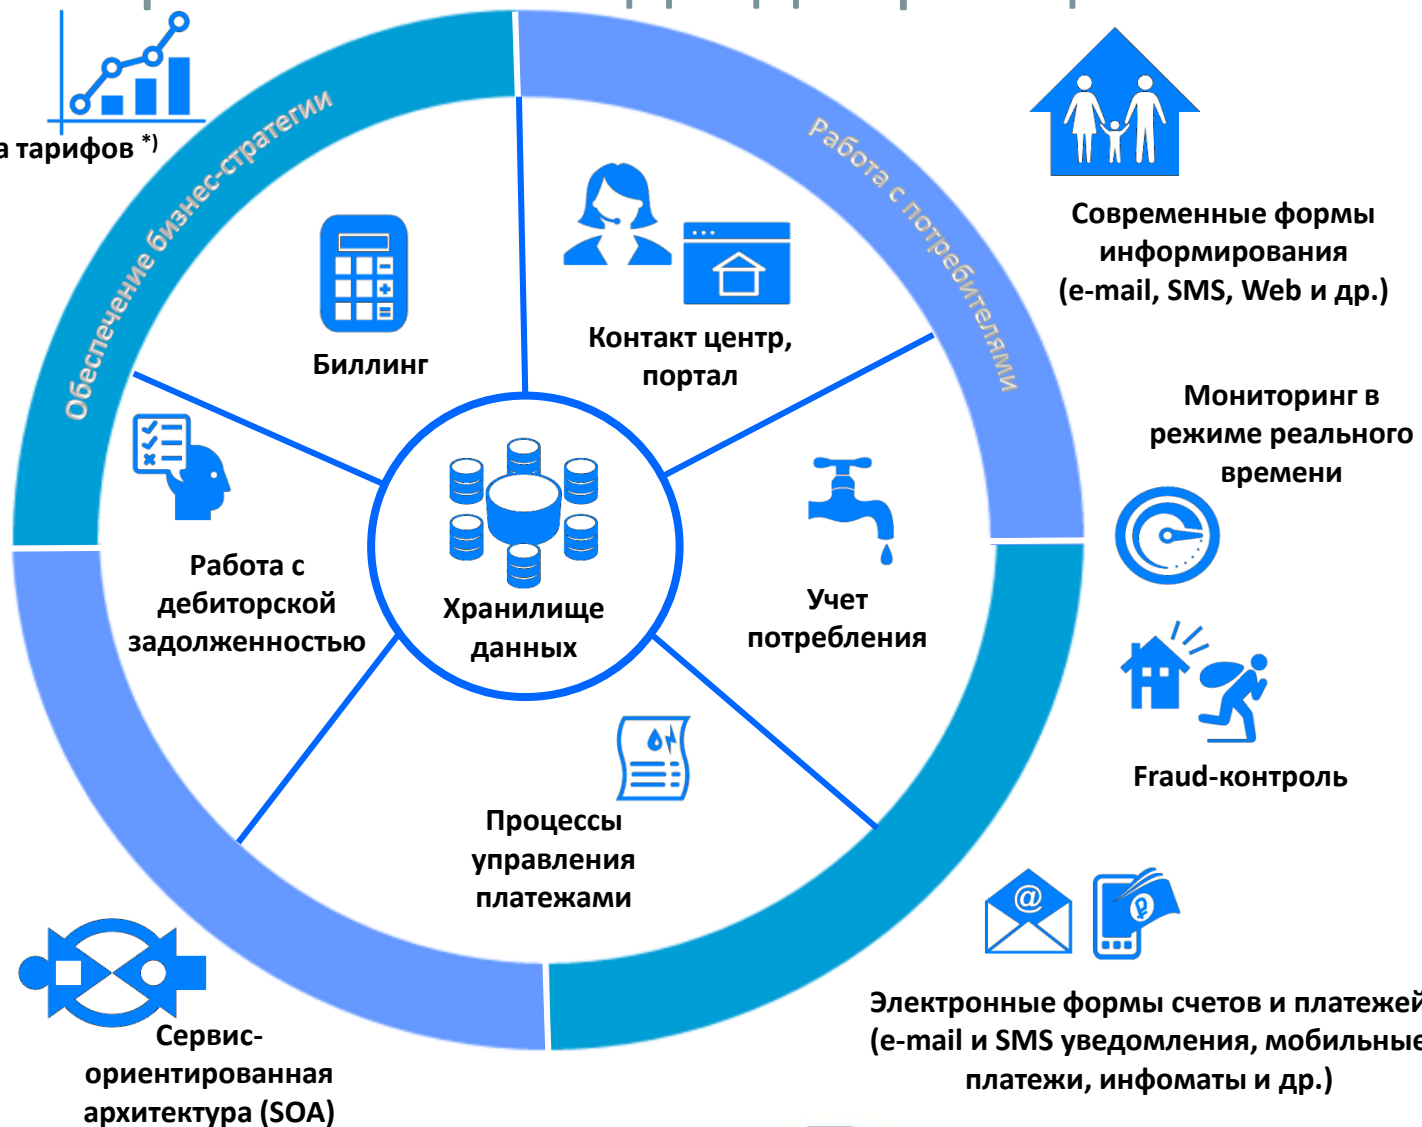 а тарифов *)
Обеспечение бизнес-стратегии
Работа с потребителями
Современные формы
информирования
(e-mail, SMS, Web и др.)
Контакт центр,
портал
Биллинг
Мониторинг в
режиме реального
времени
Работа с
дебиторской
задолженностью
Хранилище
данных
Учет
потребления
Fraud-контроль
Процессы
управления
платежами
@
Электронные формы счетов и платежей
(e-mail и SMS уведомления, мобильные
платежи, инфоматы и др.)
Сервис-
ориентированная
архитектура (SOA)